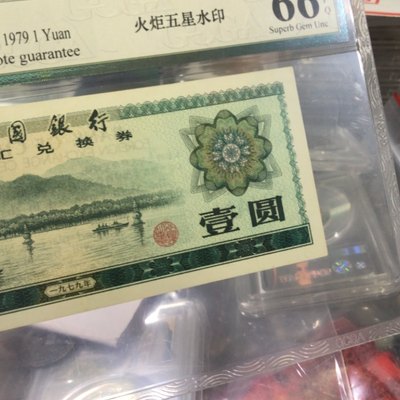 1979 1 Yuan
火炬五星水印
66
Q
Superb Gem Unc
ote guarantee
國銀行
汇兑换券
壹圆
一九七九年